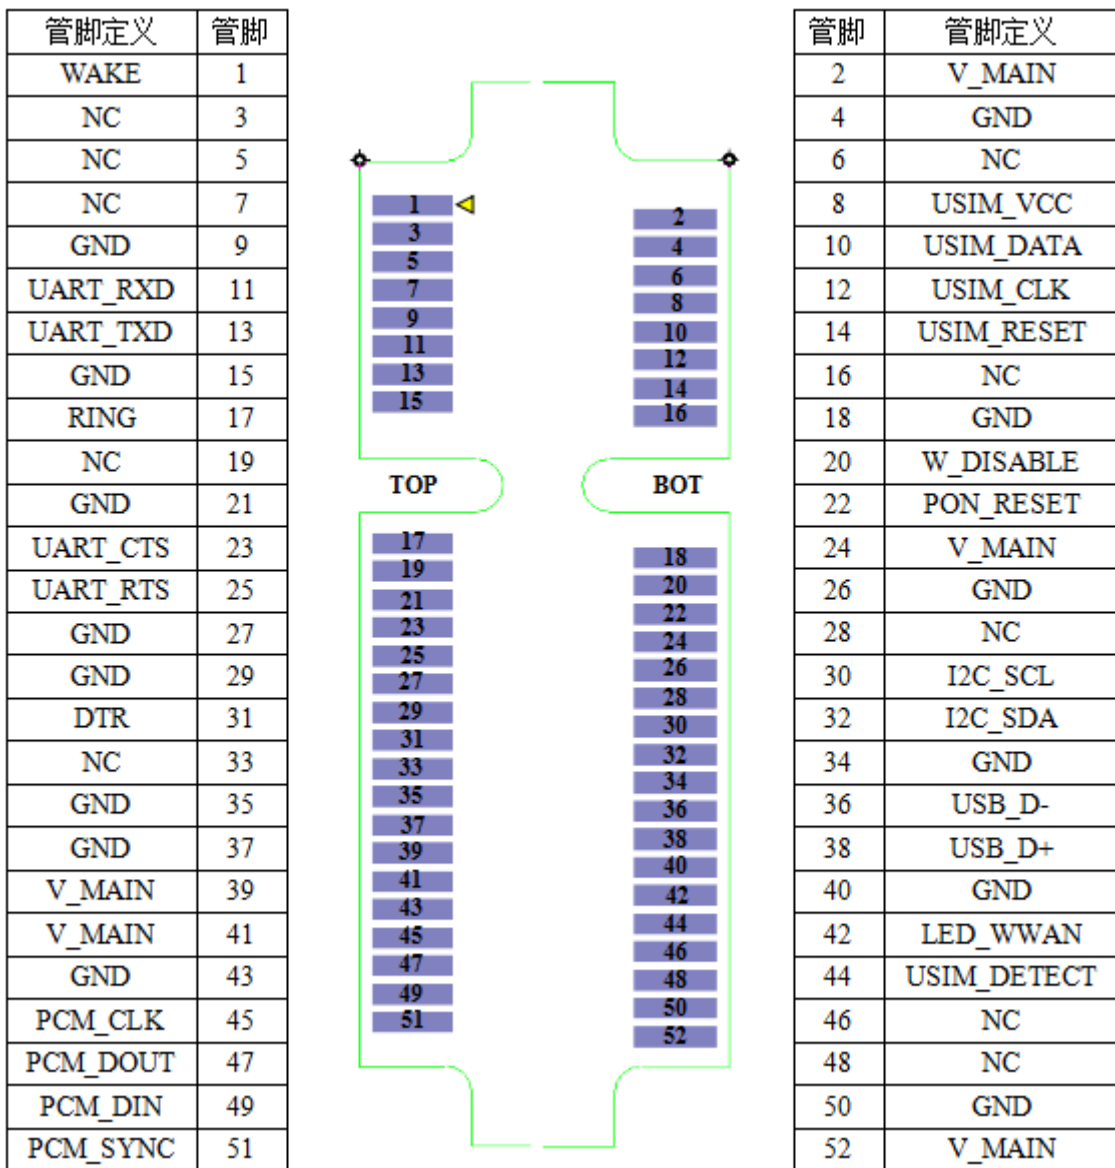 管脚定义 管脚
WAKE 1
NC 3
NC 5
NC 7
GND 9
UART_RXD 11
UART_TXD 13
GND 15
RING 17
NC 19
GND 21
UART_CTS 23
UART_RTS 25
GND 27
GND 29
DTR 31
NC 33
GND 35
GND 37
V_MAIN 39
V_MAIN 41
GND 43
PCM_CLK 45
PCM_DOUT 47
PCM_DIN 49
PCM_SYNC 51
1
3
5
7
9
11
13
15
TOP
17
19
21
23
25
27
29
31
33
35
37
39
41
43
45
47
49
51
2
4
6
8
10
12
14
16
BOT
18
20
22
24
26
28
30
32
34
36
38
40
42
44
46
48
50
52
管脚 管脚定义
2 V_MAIN
4 GND
6 NC
8 USIM_VCC
10 USIM_DATA
12 USIM_CLK
14 USIM_RESET
16 NC
18 GND
20 W_DISABLE
22 PON_RESET
24 V_MAIN
26 GND
28 NC
30 I2C_SCL
32 I2C_SDA
34 GND
36 USB_D-
38 USB_D+
40 GND
42 LED_WWAN
44 USIM_DETECT
46 NC
48 NC
50 GND
52 V_MAIN